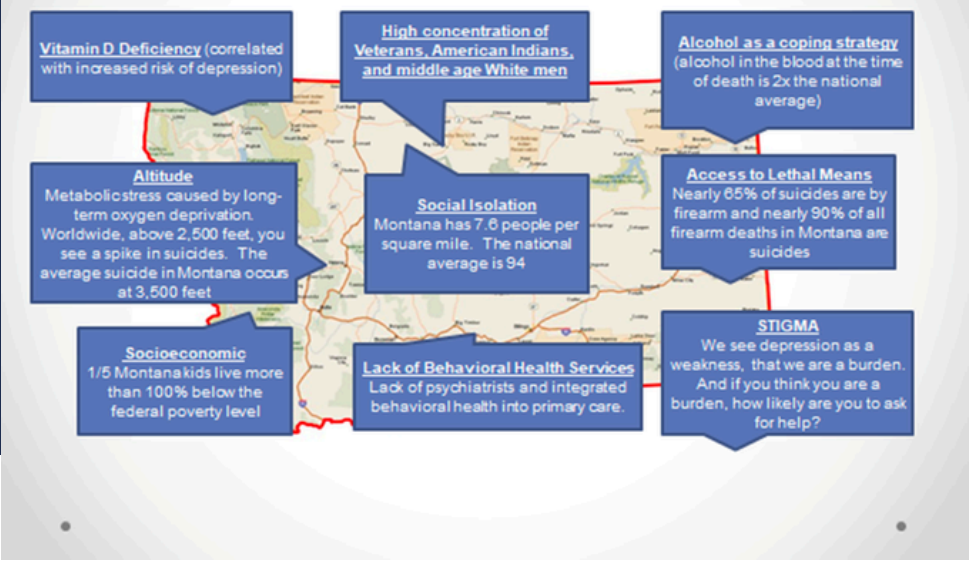 Vitamin D Deficiency (correlated
with increased risk of depression)
High concentration of
Veterans, American Indians,
and middle age White men
Alcohol as a coping strategy
(alcohol in the blood at the time
of death is 2x the national
average)
Altitude
Metabolic stress caused by long-
term oxygen deprivation.
Worldwide, above 2,500 feet, you
see a spike in suicides. The
average suicide in Montana occurs
at 3,500 feet
Social Isolation
Montana has 7.6 people per
square mile. The national
average is 94
Access to Lethal Means
Nearly 65% of suicides are by
firearm and nearly 90% of all
firearm deaths in Montana are
suicides
Socioeconomic
1/5 Montana kids live more
than 100% below the
federal poverty level
Lack of Behavioral Health Services
Lack of psychiatrists and integrated
behavioral health into primary care.
STIGMA
We see depression as a
weakness, that we are a burden.
And if you think you are a
burden, how likely are you to ask
for help?